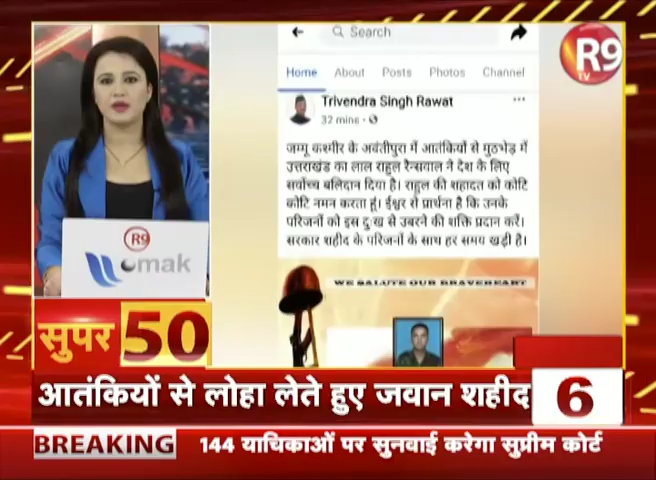 Search
R9
TV
Home About Posts Photos Channel
Trivendra Singh Rawat
32 mins
जम्मू कश्मीर के अवंतीपुरा में आतंकियों से मुठभेड़ में
उत्तराखंड का लाल राहुल रैन्सवाल ने देश के लिए
सर्वोच्च बलिदान दिया है। राहुल की शहादत को कोटि
कोटि नमन करता हूं। ईश्वर से प्रार्थना है कि उनके
परिजनों को इस दुःख से उबरने की शक्ति प्रदान करें।
सरकार शहीद के परिजनों के साथ हर समय खड़ी है।
R9
omak
WE SALUTE OUR BRAVEHEART
सुपर 50
आतंकियों से लोहा लेते हुए जवान शहीद 6
BREAKING 144 याचिकाओं पर सुनवाई करेगा सुप्रीम कोर्ट